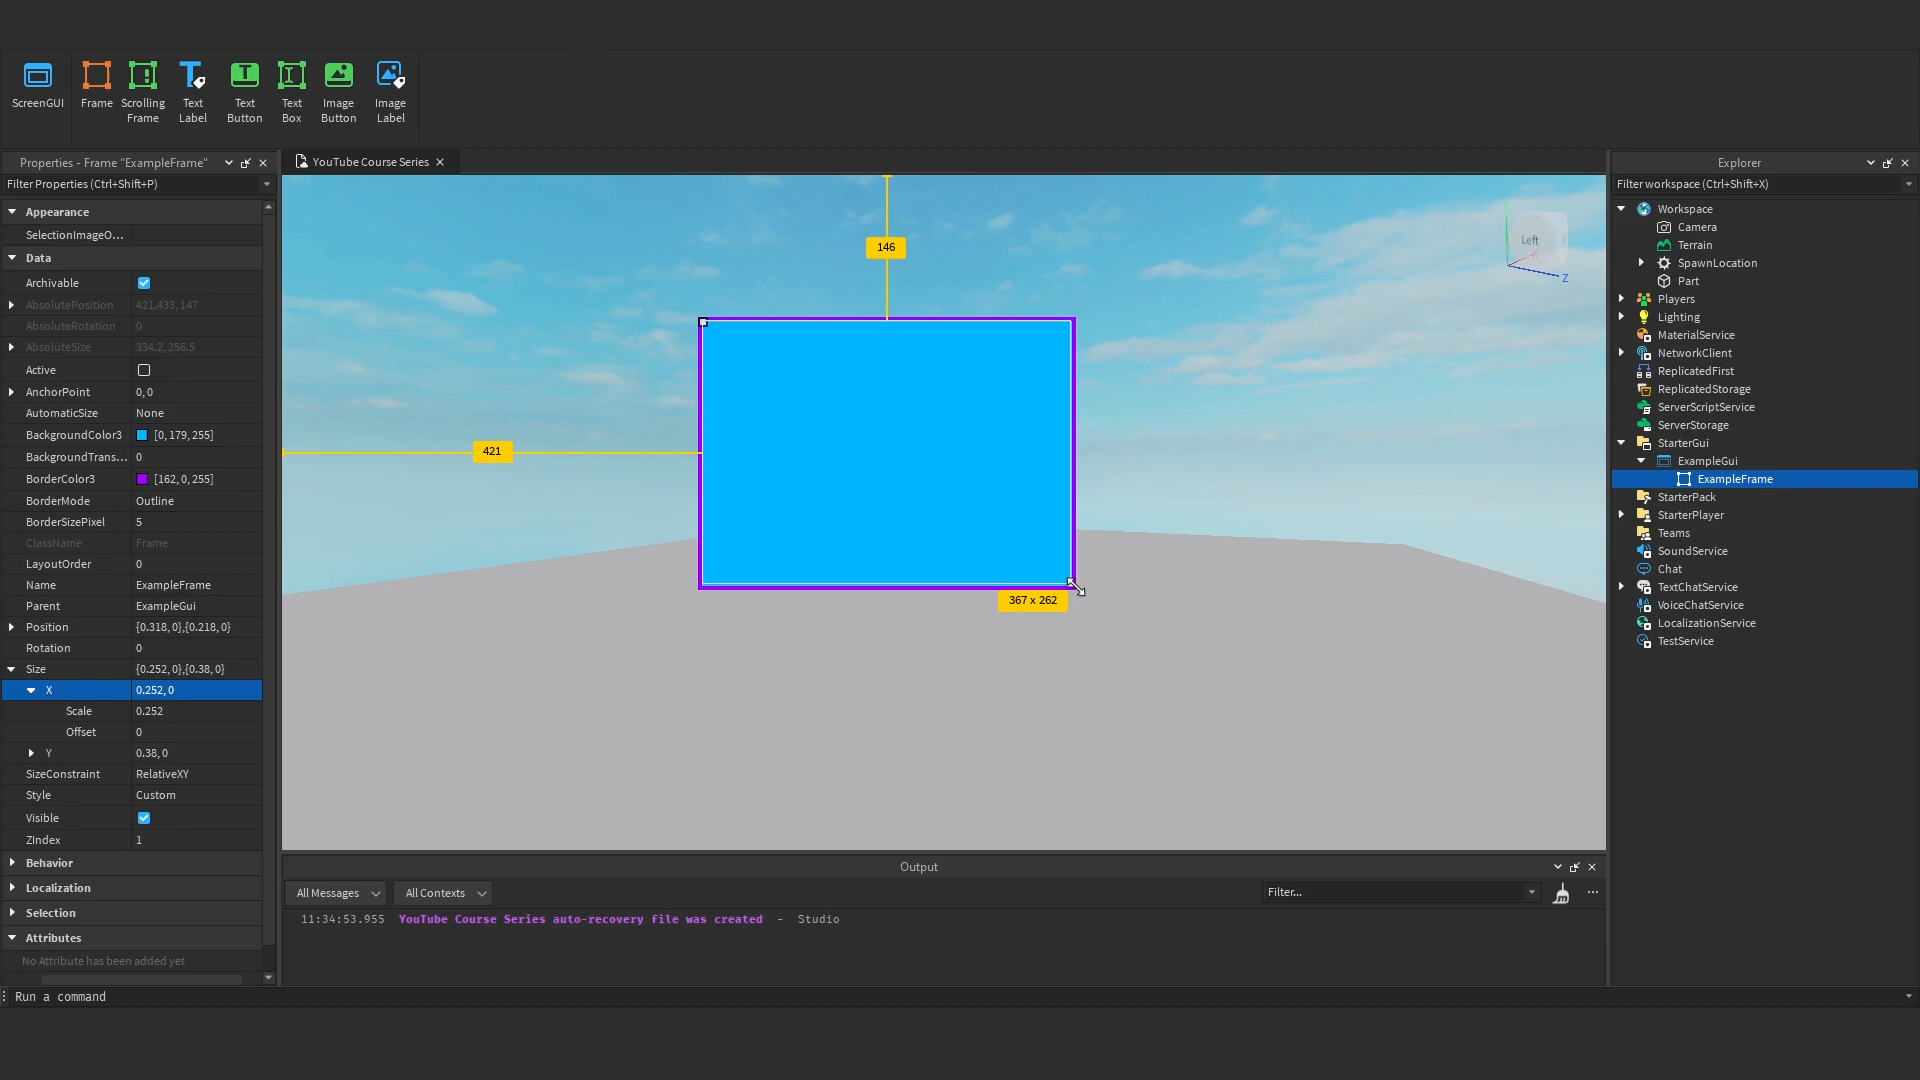 ScreenGUI
Frame
Scrolling
Frame
Text
Label
Text
Button
Text
Box
Image
Button
Image
Label
Properties - Frame "ExampleFrame"
Filter Properties (Ctrl+Shift+P)
Appearance
SelectionImageO...
Data
Archivable
AbsolutePosition 421.433, 147
AbsoluteRotation 0
AbsoluteSize 334.2, 256.5
Active
AnchorPoint 0, 0
AutomaticSize None
BackgroundColor3 [0, 179, 255]
BackgroundTrans... 0
BorderColor3 [162, 0, 255]
BorderMode Outline
BorderSizePixel 5
ClassName Frame
LayoutOrder 0
Name ExampleFrame
Parent ExampleGui
Position {0.318, 0},{0.218, 0}
Rotation 0
Size {0.252, 0},{0.38, 0}
X 0.252, 0
Scale 0.252
Offset 0
Y 0.38, 0
SizeConstraint RelativeXY
Style Custom
Visible
ZIndex 1
Behavior
Localization
Selection
Attributes
No Attribute has been added yet
YouTube Course Series
146
421
367 x 262
Left
Z
Output
All Messages
All Contexts
Filter...
11:34:53.955 YouTube Course Series auto-recovery file was created - Studio
Explorer
Filter workspace (Ctrl+Shift+X)
Workspace
Camera
Terrain
SpawnLocation
Part
Players
Lighting
MaterialService
NetworkClient
ReplicatedFirst
ReplicatedStorage
ServerScriptService
ServerStorage
StarterGui
ExampleGui
ExampleFrame
StarterPack
StarterPlayer
Teams
SoundService
Chat
TextChatService
VoiceChatService
LocalizationService
TestService
Run a command